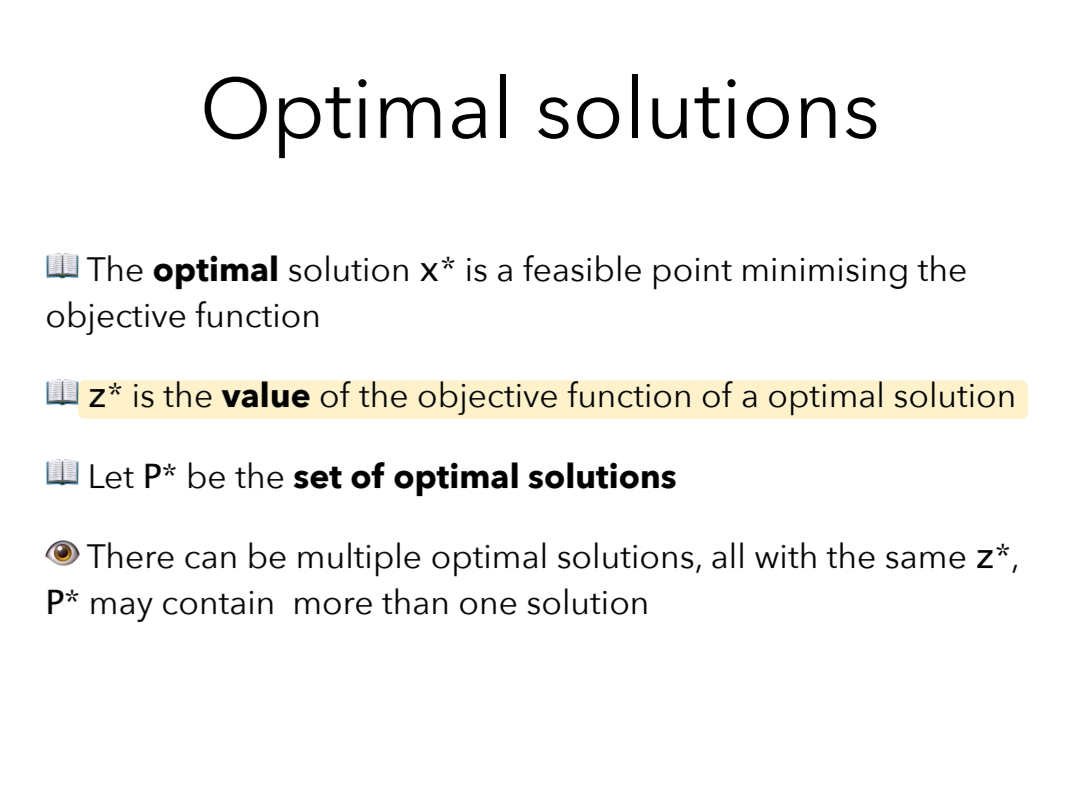 Optimal solutions
📖 The optimal solution x* is a feasible point minimising the
objective function
📖 z* is the value of the objective function of a optimal solution
📖 Let P* be the set of optimal solutions
👁 There can be multiple optimal solutions, all with the same z*,
P* may contain  more than one solution